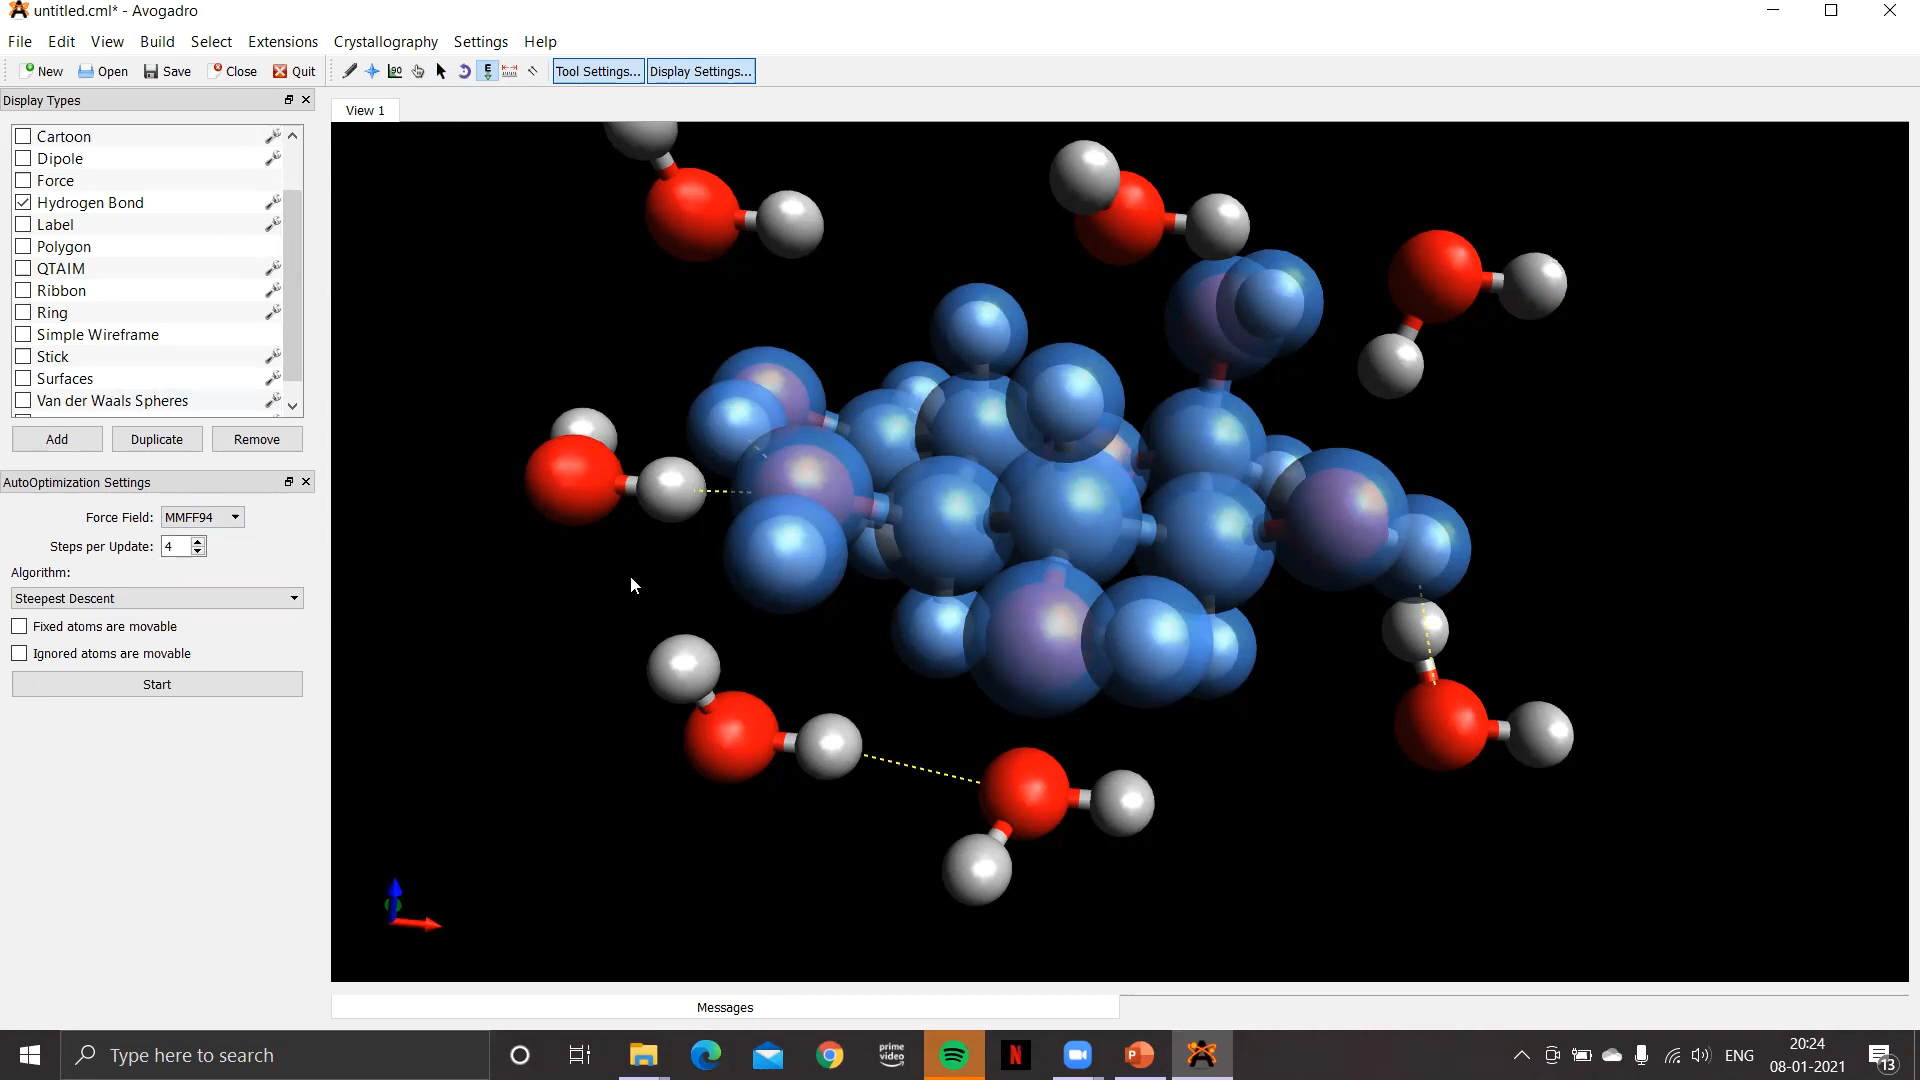 untitled.cml* - Avogadro
File Edit View Build Select Extensions Crystallography Settings Help
New Open Save Close Quit Tool Settings... Display Settings...
Display Types
View 1
Cartoon
Dipole
Force
Hydrogen Bond
Label
Polygon
QTAIM
Ribbon
Ring
Simple Wireframe
Stick
Surfaces
Van der Waals Spheres
Add Duplicate Remove
AutoOptimization Settings
Force Field: MMFF94
Steps per Update: 4
Algorithm:
Steepest Descent
Fixed atoms are movable
Ignored atoms are movable
Start
Messages
Type here to search
prime
video
ENG
20:24
08-01-2021
13